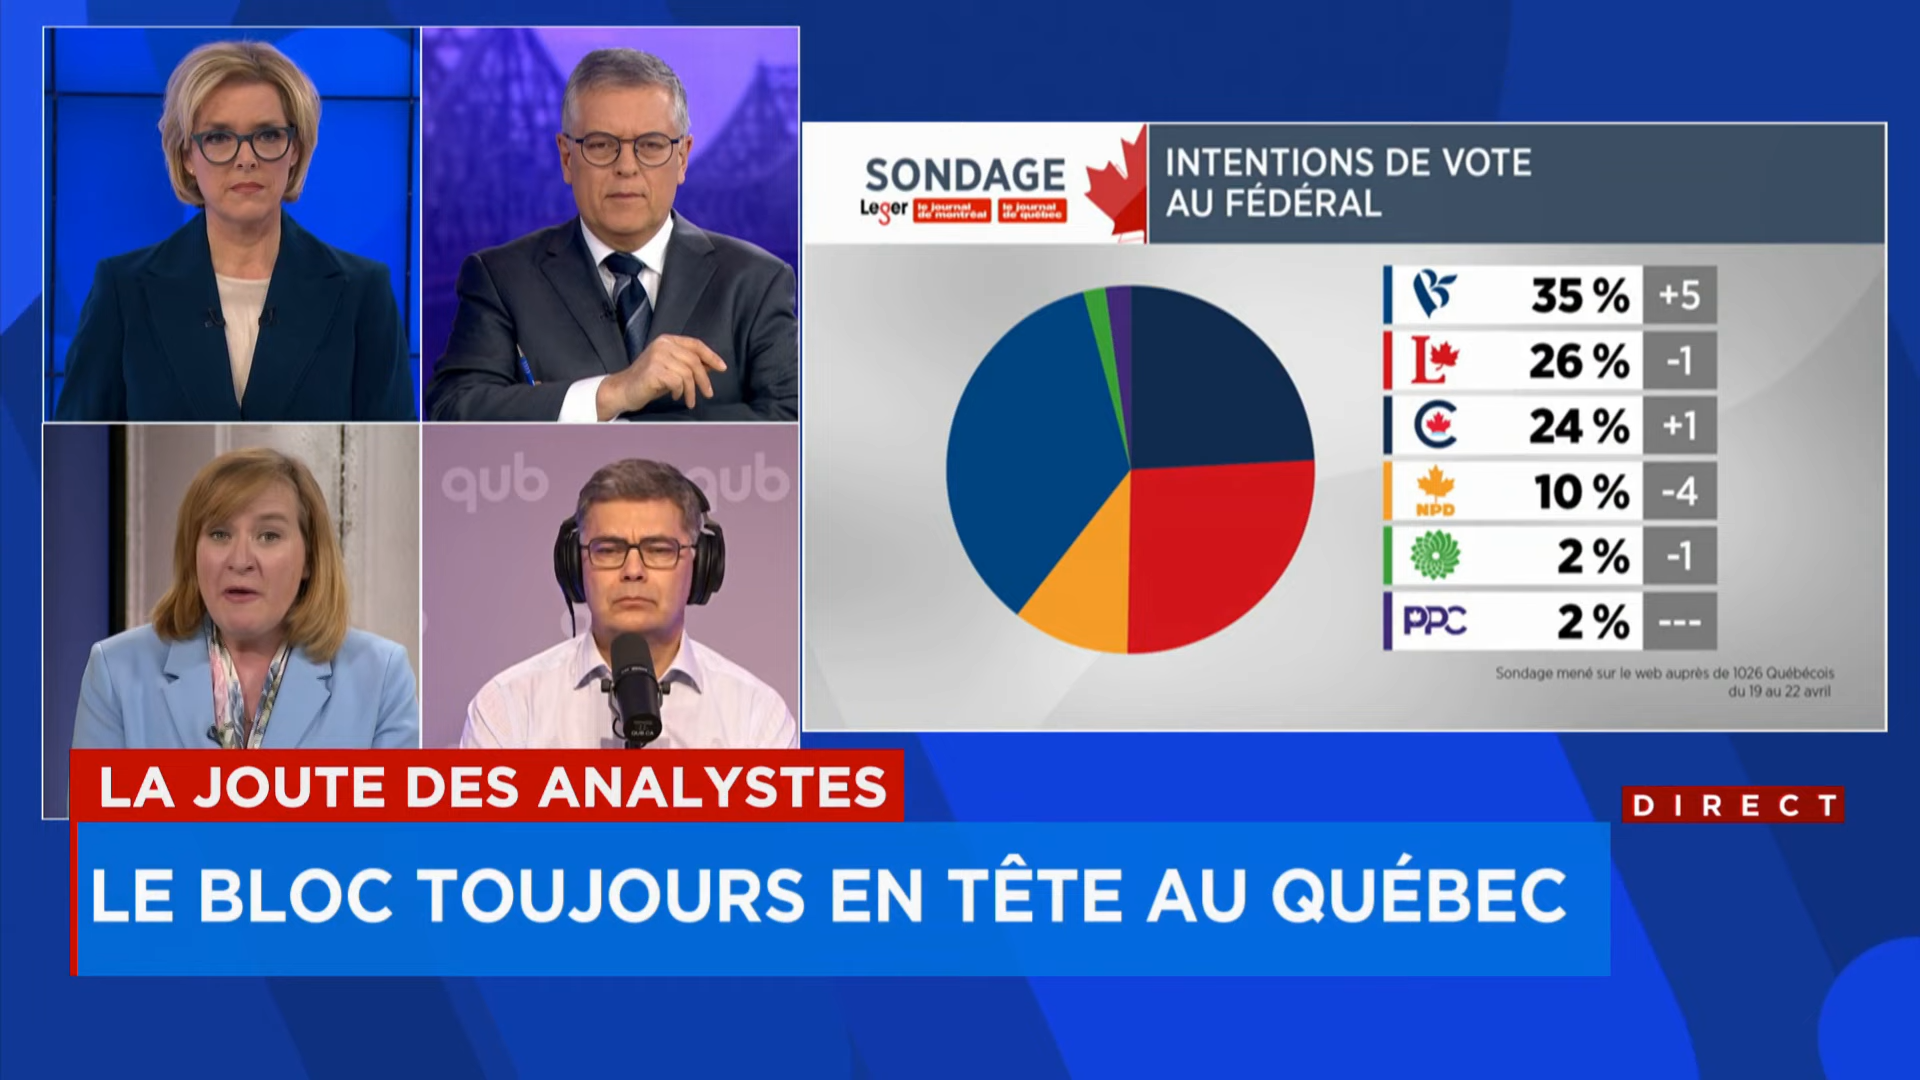 qub
qub
SONDAGE
Leger le journal de montréal le journal de québec
INTENTIONS DE VOTE
AU FÉDÉRAL
35 % +5
L 26 % -1
C 24 % +1
NPD 10 % -4
2 % -1
PPC 2 % ---
Sondage mené sur le web auprès de 1026 Québécois
du 19 au 22 avril
LA JOUTE DES ANALYSTES
DIRECT
LE BLOC TOUJOURS EN TÊTE AU QUÉBEC